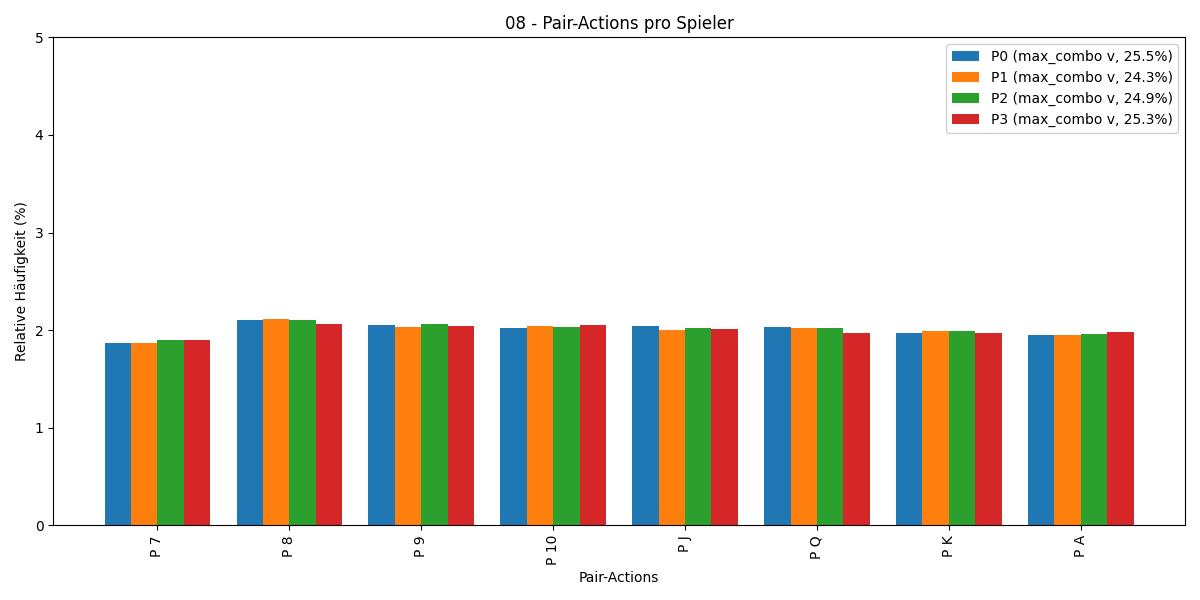 08 - Pair-Actions pro Spieler
P0 (max_combo v, 25.5%)
P1 (max_combo v, 24.3%)
P2 (max_combo v, 24.9%)
P3 (max_combo v, 25.3%)
Relative Häufigkeit (%)
5
4
3
2
1
0
P 7
P 8
P 9
P 10
P J
P Q
P K
P A
Pair-Actions